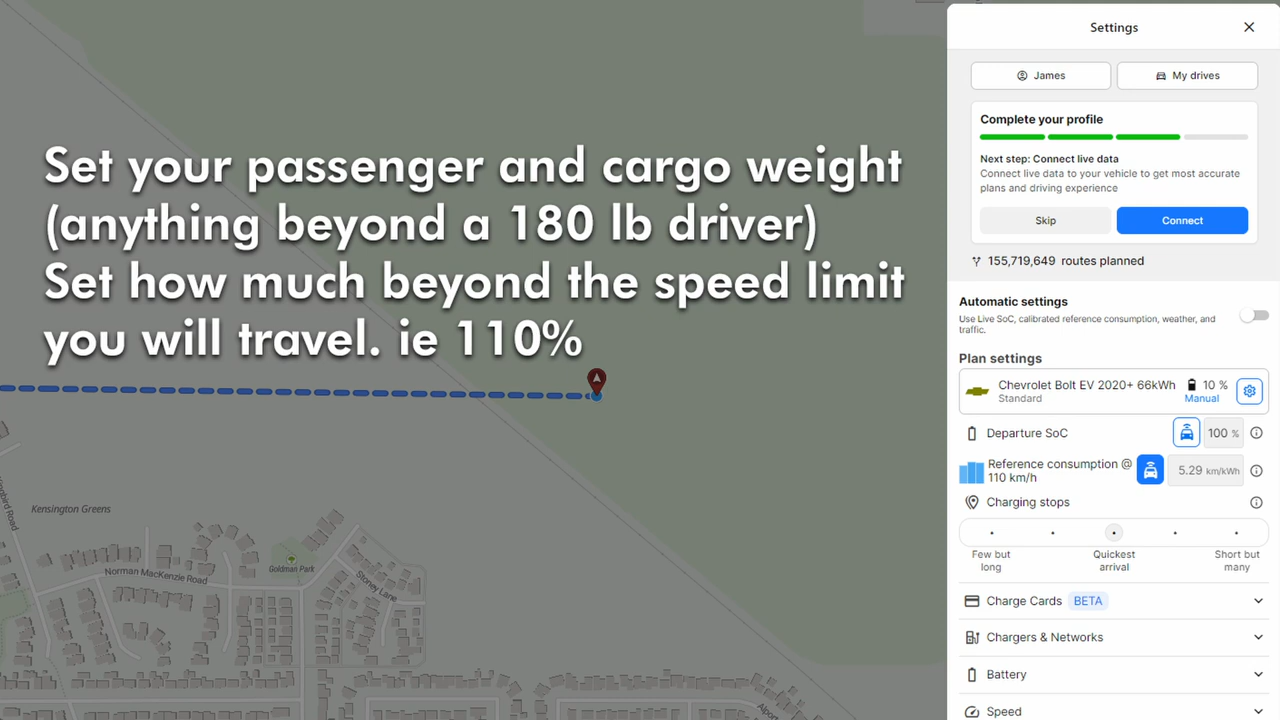 Settings
James
My drives
Complete your profile
Next step: Connect live data
Connect live data to your vehicle to get most accurate
plans and driving experience
Skip
Connect
155,719,649 routes planned
Automatic settings
Use Live SoC, calibrated reference consumption, weather, and
traffic.
Plan settings
Chevrolet Bolt EV 2020+ 66kWh
10 %
Standard
Manual
Departure SoC
100 %
Reference consumption @
110 km/h
5.29 km/kWh
Charging stops
Few but
long
Quickest
arrival
Short but
many
Charge Cards BETA
Chargers & Networks
Battery
Speed
Set your passenger and cargo weight
(anything beyond a 180 lb driver)
Set how much beyond the speed limit
you will travel. ie 110%
Kensington Greens
Norman MacKenzie Road
Goldman Park
Stoney Lane